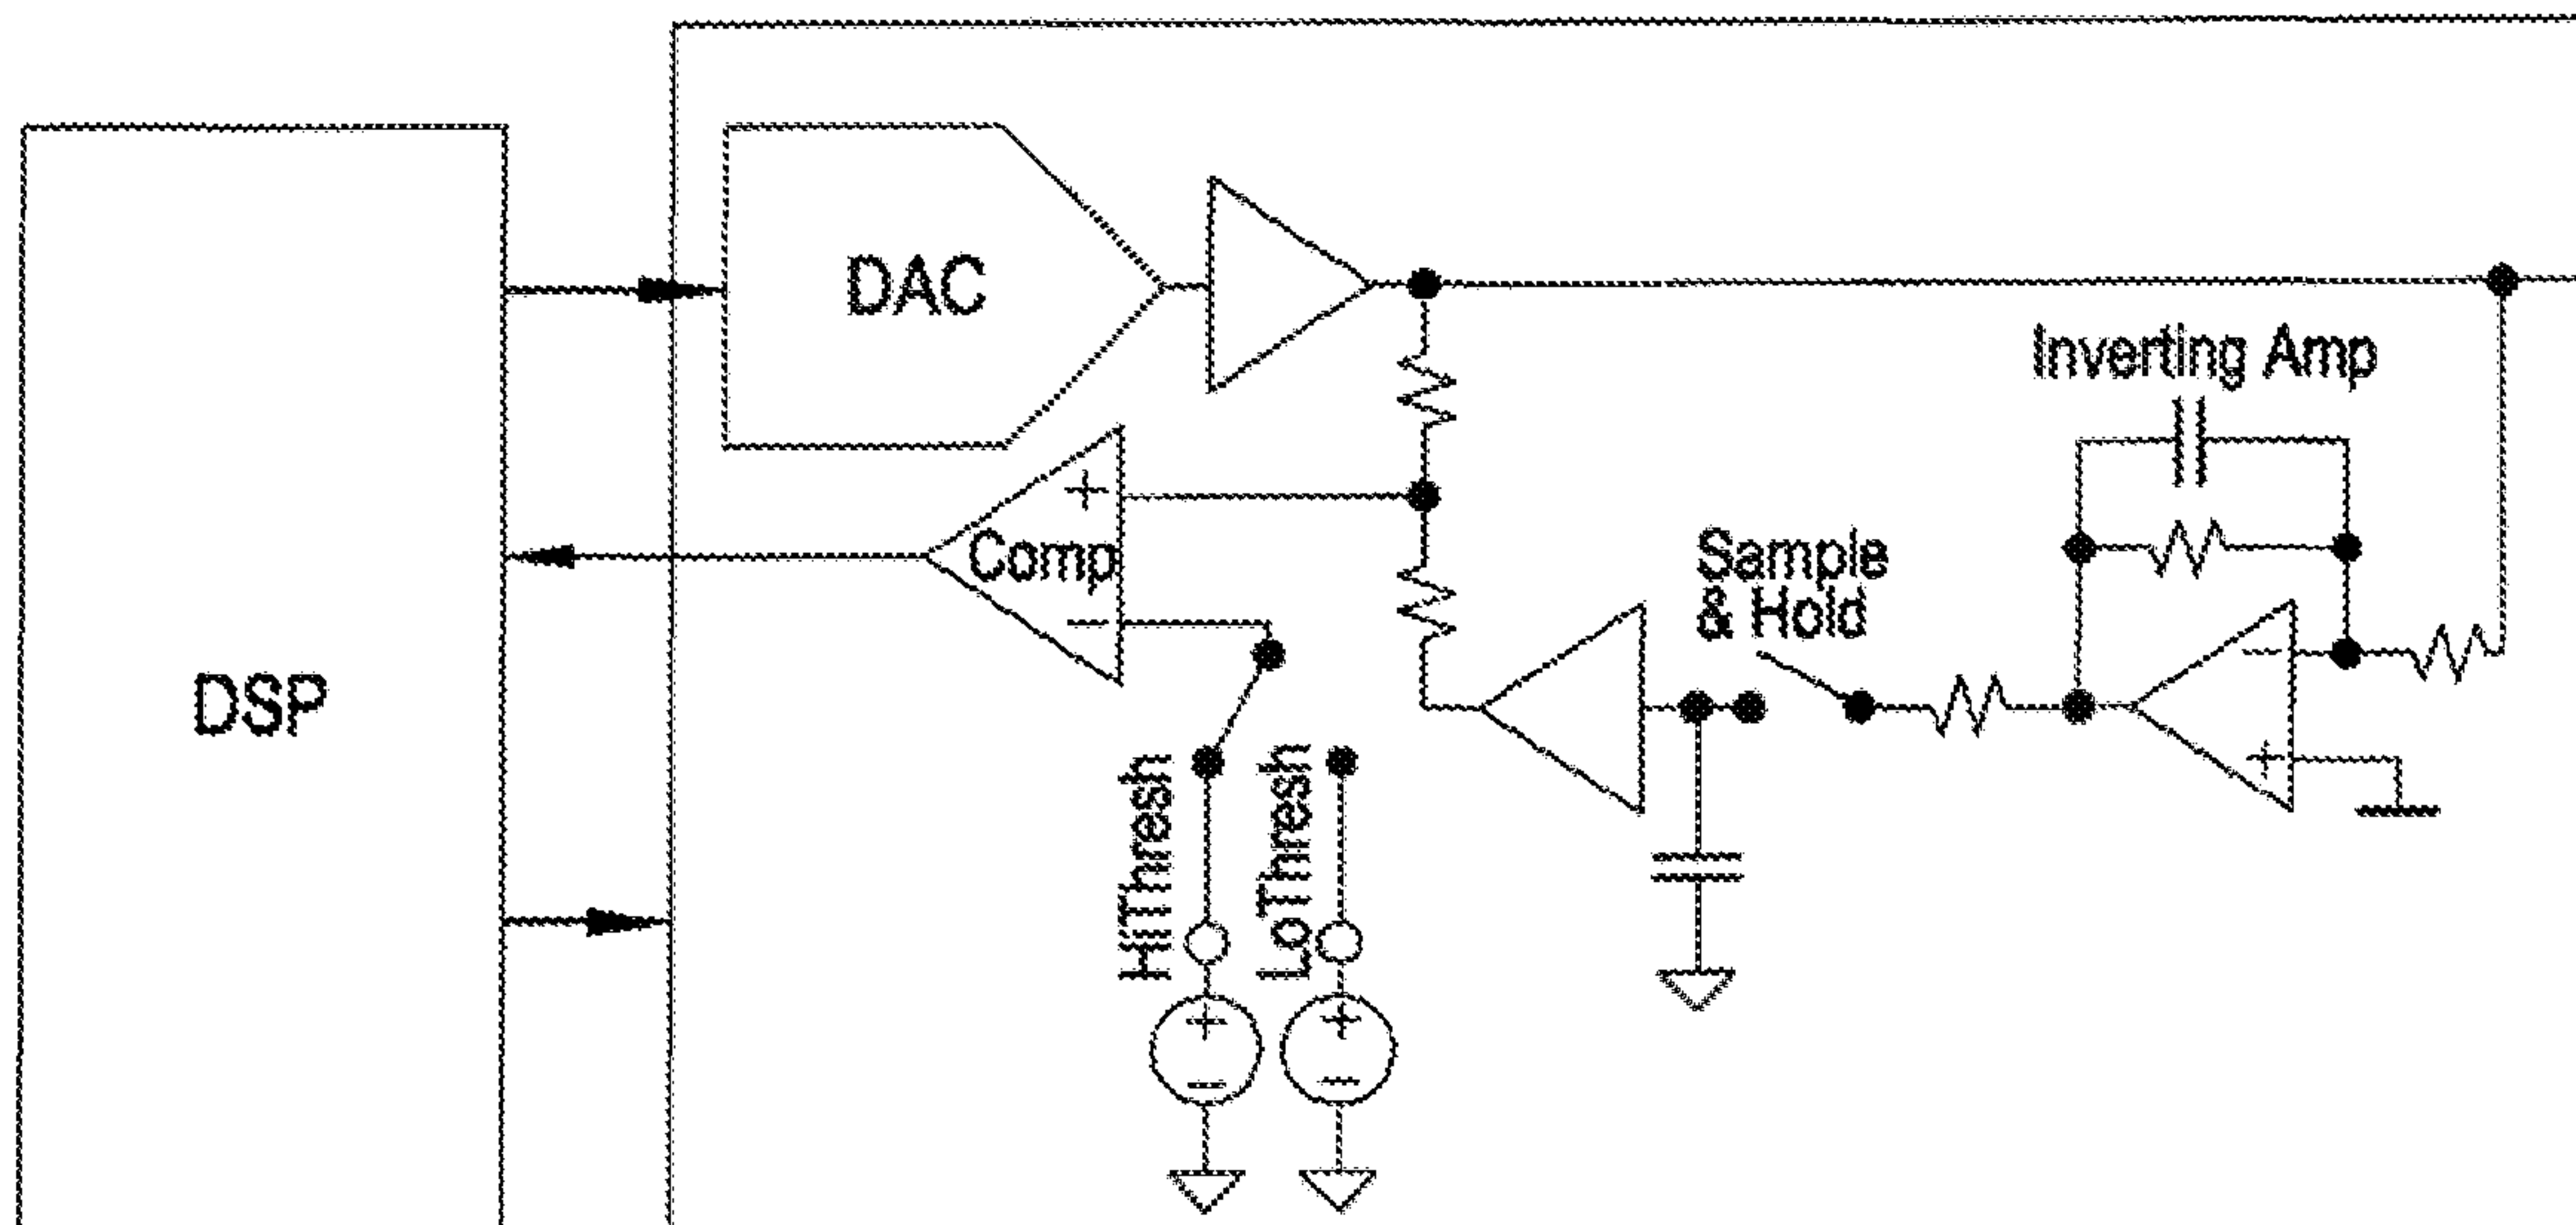 DAC
Inverting Amp
+
Comp
−
Sample
& Hold
−
+
DSP
HiThresh
LoThresh
+
−
+
−